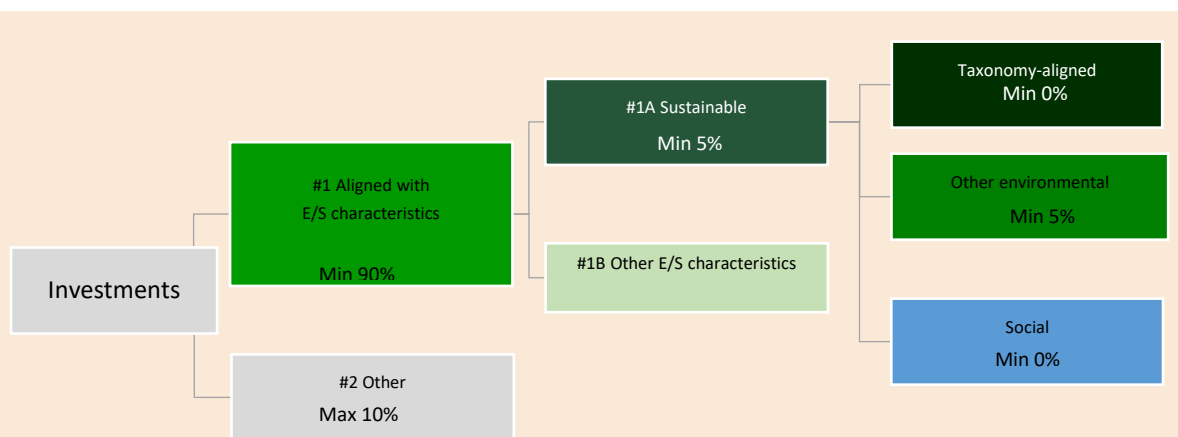 Investments
#1 Aligned with
E/S characteristics
Min 90%
#2 Other
Max 10%
#1A Sustainable
Min 5%
#1B Other E/S characteristics
Taxonomy-aligned
Min 0%
Other environmental
Min 5%
Social
Min 0%